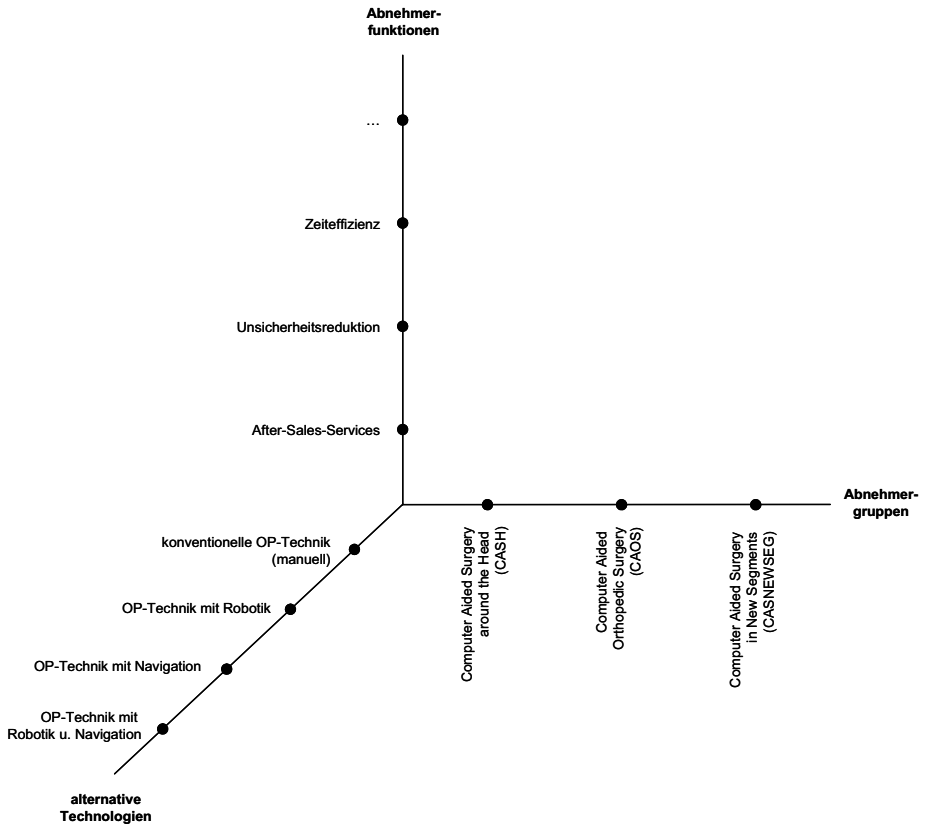 Abnehmer-
funktionen
...
Zeiteffizienz
Unsicherheitsreduktion
After-Sales-Services
Abnehmer-
gruppen
Computer Aided Surgery
around the Head
(CASH)
Computer Aided
Orthopedic Surgery
(CAOS)
Computer Aided Surgery
in New Segments
(CASNEWSEG)
konventionelle OP-Technik
(manuell)
OP-Technik mit Robotik
OP-Technik mit Navigation
OP-Technik mit
Robotik u. Navigation
alternative
Technologien